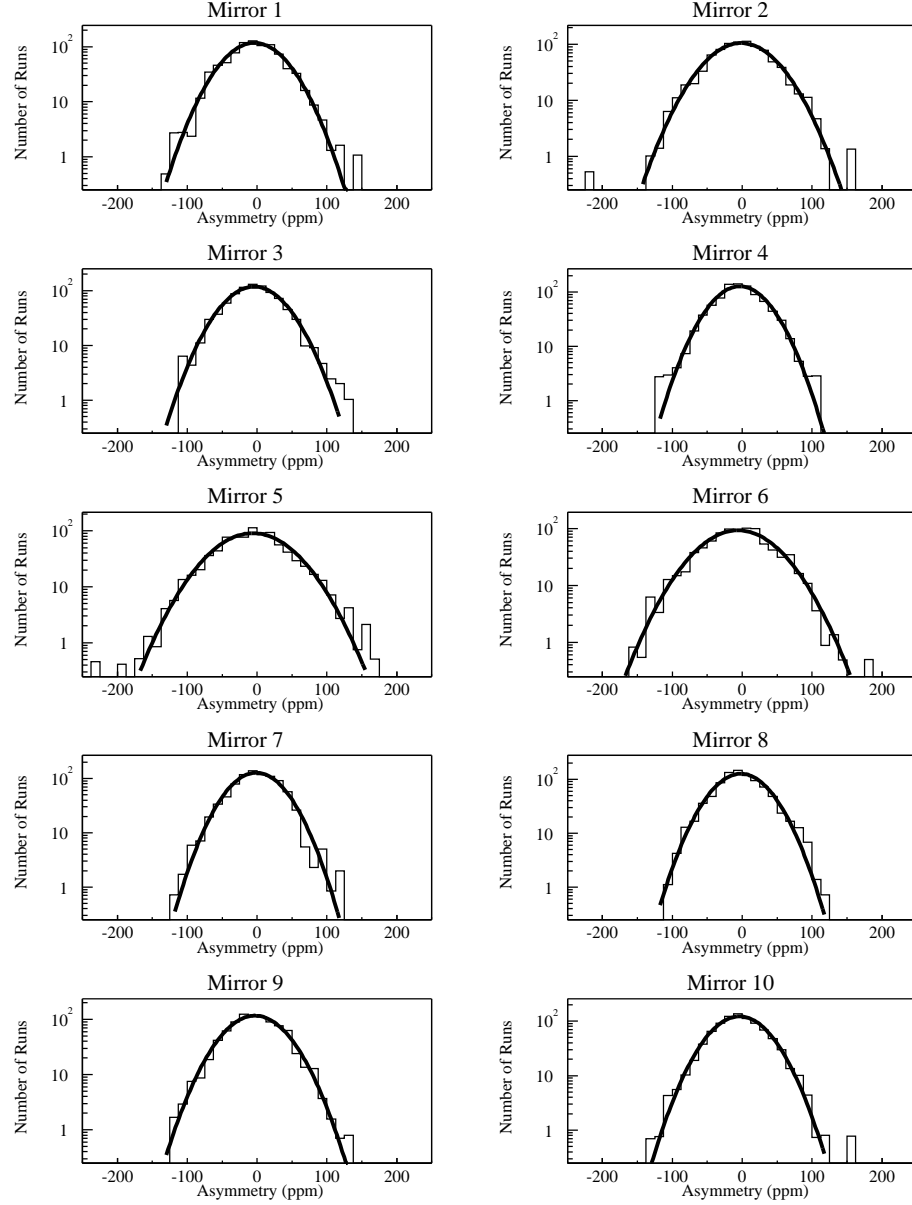 Mirror 1
Number of Runs
10²
10
1
-200 -100 0 100 200
Asymmetry (ppm)
Mirror 2
Number of Runs
10²
10
1
-200 -100 0 100 200
Asymmetry (ppm)
Mirror 3
Number of Runs
10²
10
1
-200 -100 0 100 200
Asymmetry (ppm)
Mirror 4
Number of Runs
10²
10
1
-200 -100 0 100 200
Asymmetry (ppm)
Mirror 5
Number of Runs
10²
10
1
-200 -100 0 100 200
Asymmetry (ppm)
Mirror 6
Number of Runs
10²
10
1
-200 -100 0 100 200
Asymmetry (ppm)
Mirror 7
Number of Runs
10²
10
1
-200 -100 0 100 200
Asymmetry (ppm)
Mirror 8
Number of Runs
10²
10
1
-200 -100 0 100 200
Asymmetry (ppm)
Mirror 9
Number of Runs
10²
10
1
-200 -100 0 100 200
Asymmetry (ppm)
Mirror 10
Number of Runs
10²
10
1
-200 -100 0 100 200
Asymmetry (ppm)